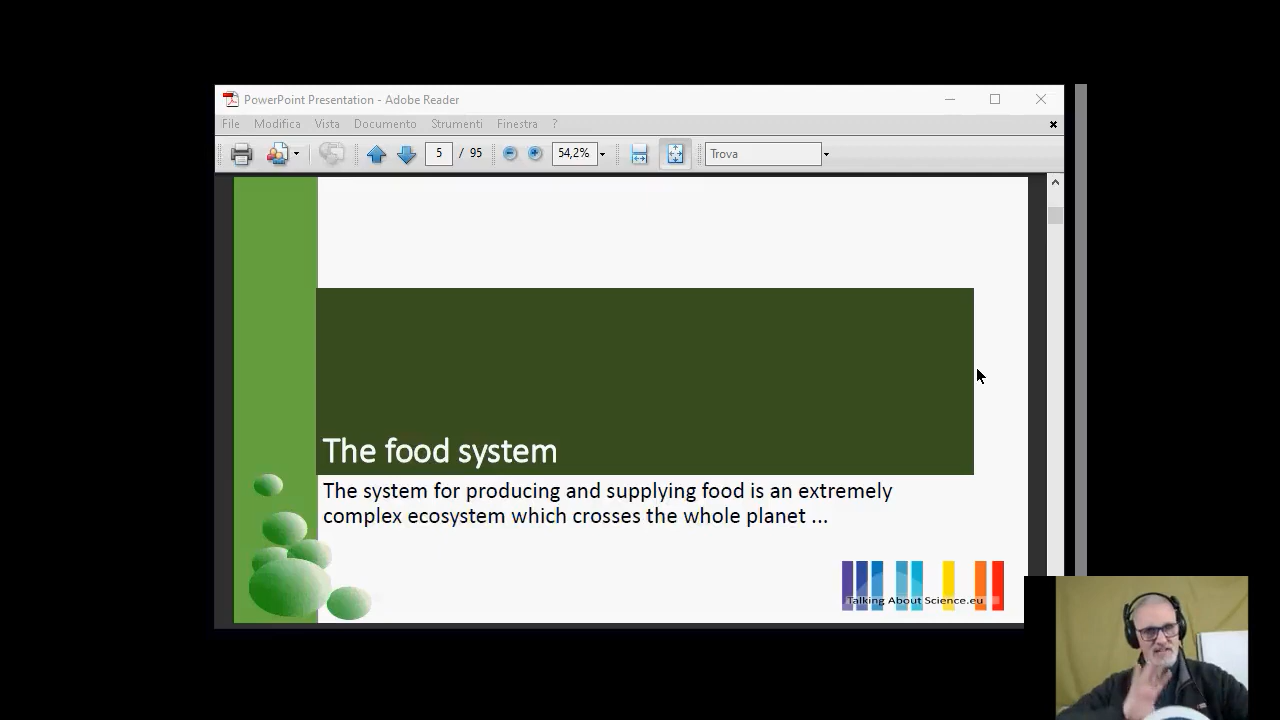 PowerPoint Presentation - Adobe Reader
File Modifica Vista Documento Strumenti Finestra ?
5 / 95 54,2% Trova
The food system
The system for producing and supplying food is an extremely
complex ecosystem which crosses the whole planet ...
Talking About Science.eu